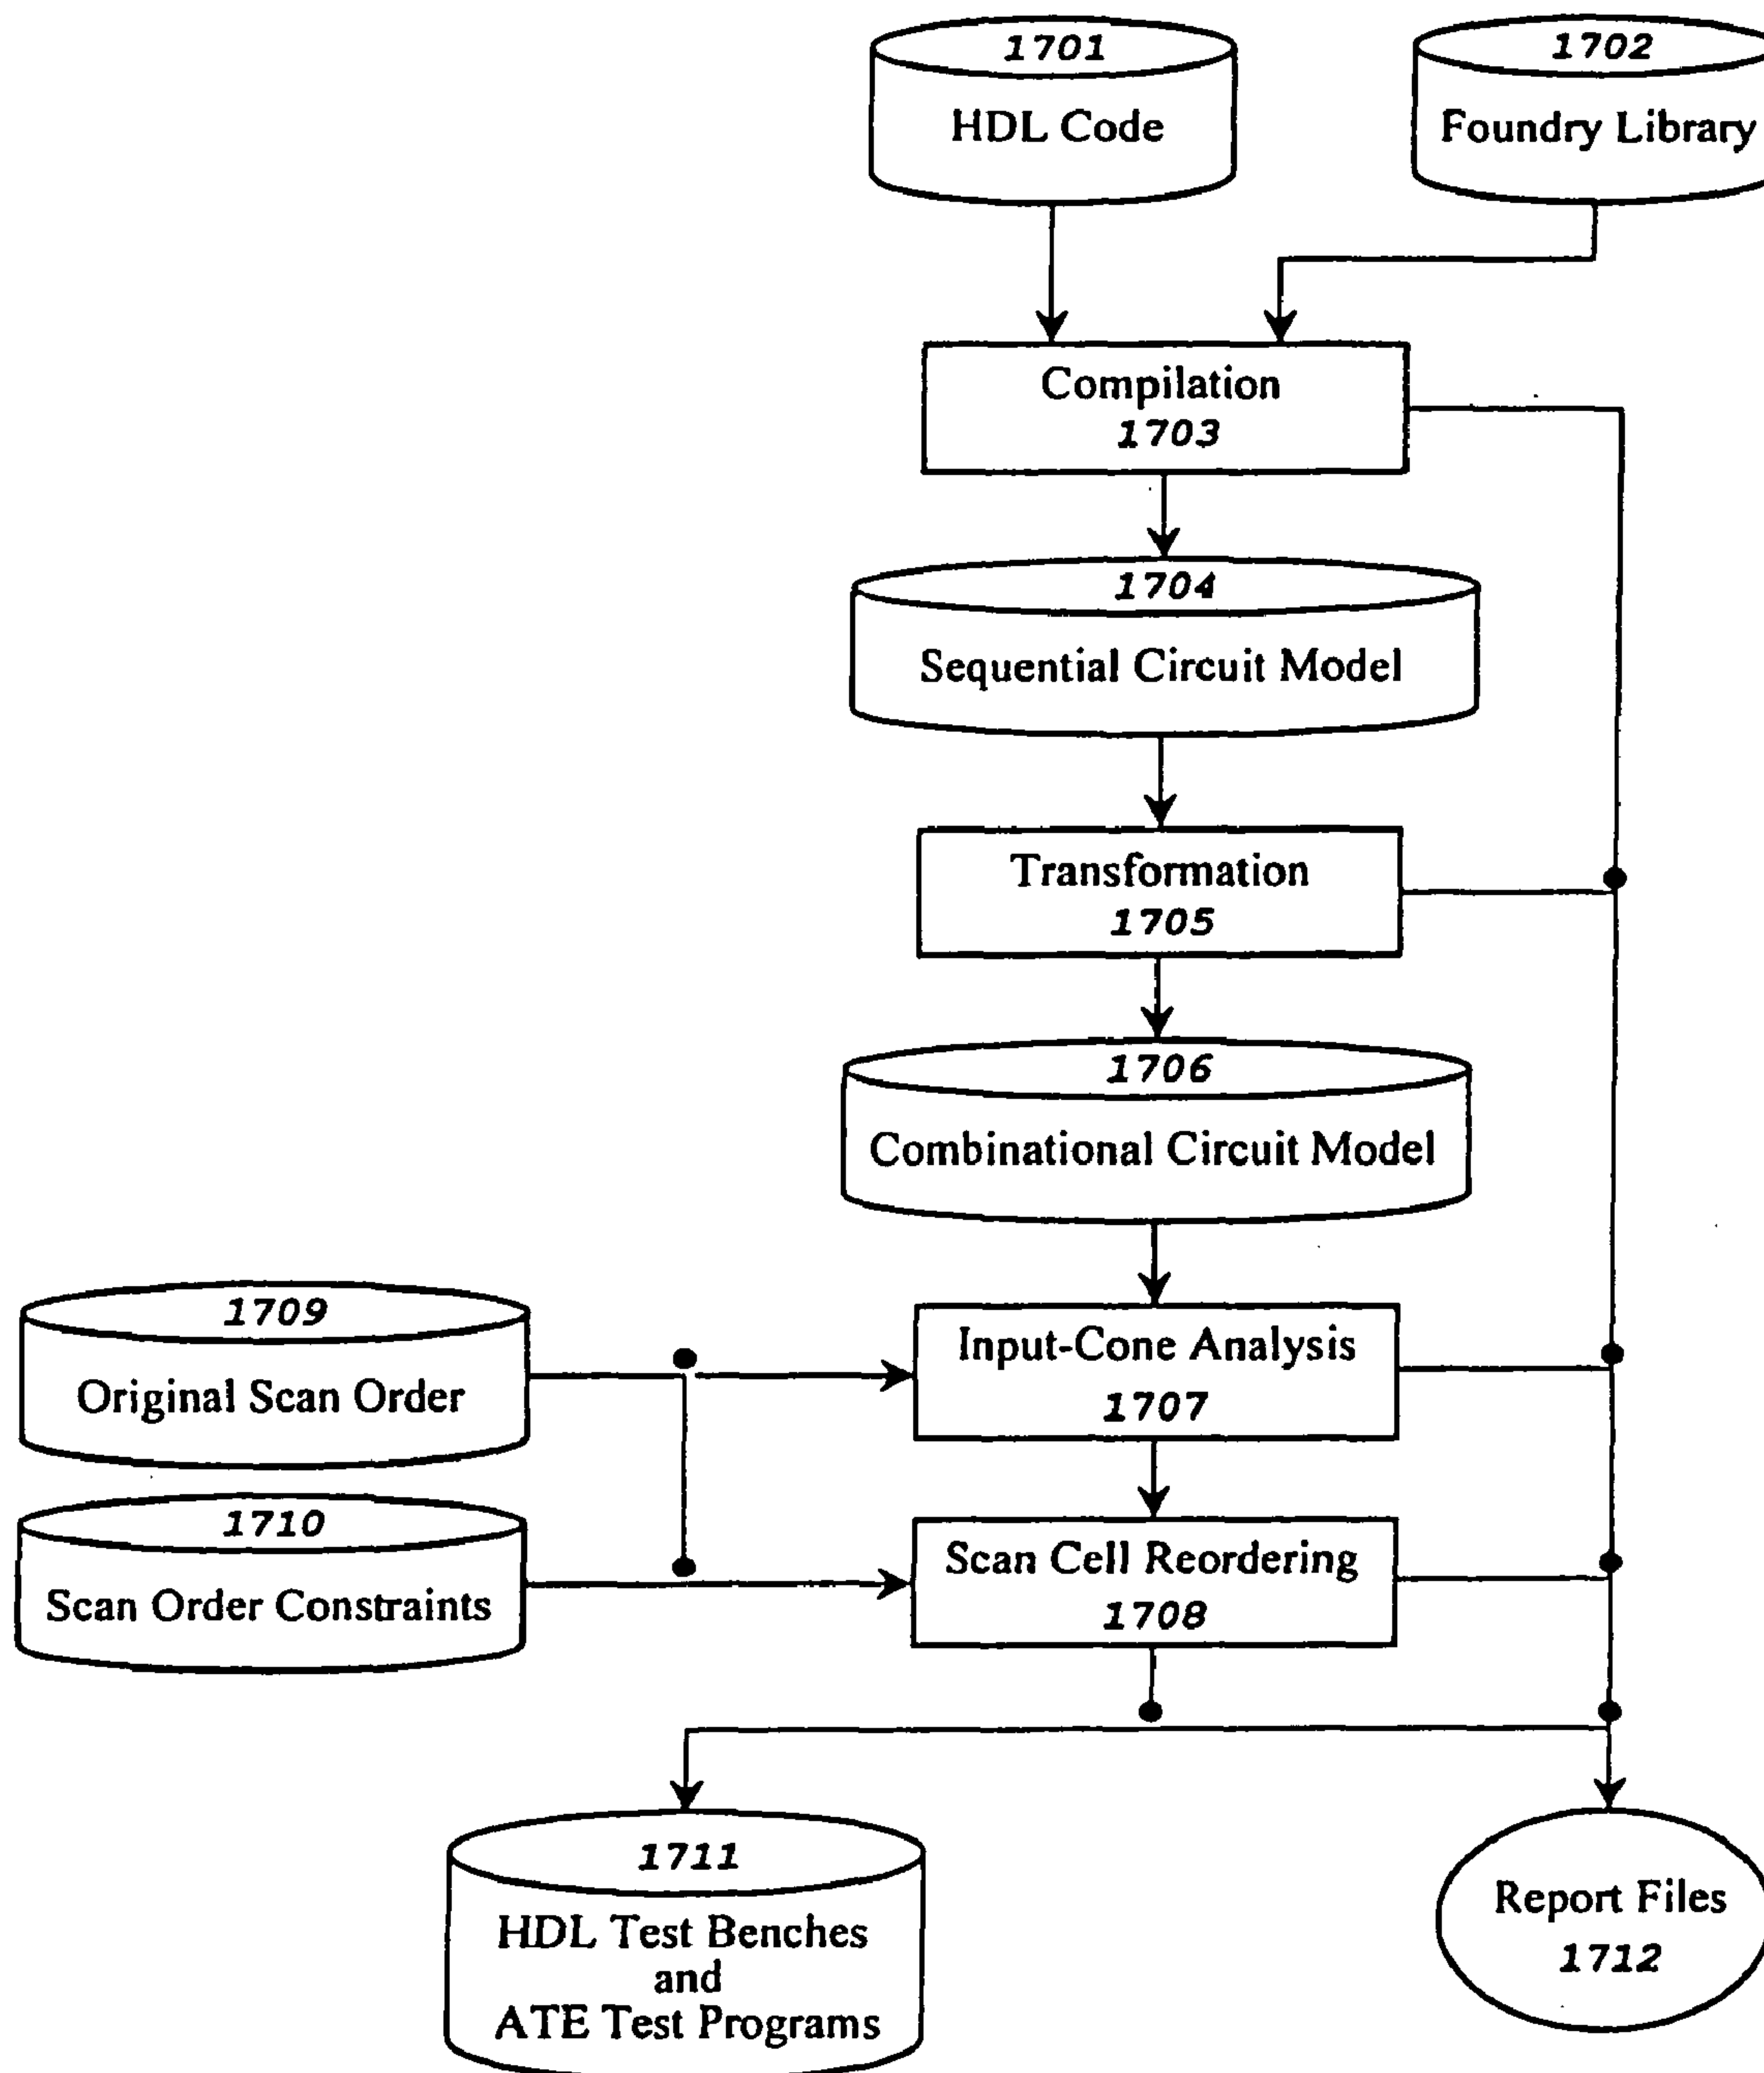 1701
HDL Code
1702
Foundry Library
Compilation
1703
1704
Sequential Circuit Model
Transformation
1705
1706
Combinational Circuit Model
1709
Original Scan Order
Input-Cone Analysis
1707
1710
Scan Order Constraints
Scan Cell Reordering
1708
1711
HDL Test Benches
and
ATE Test Programs
Report Files
1712